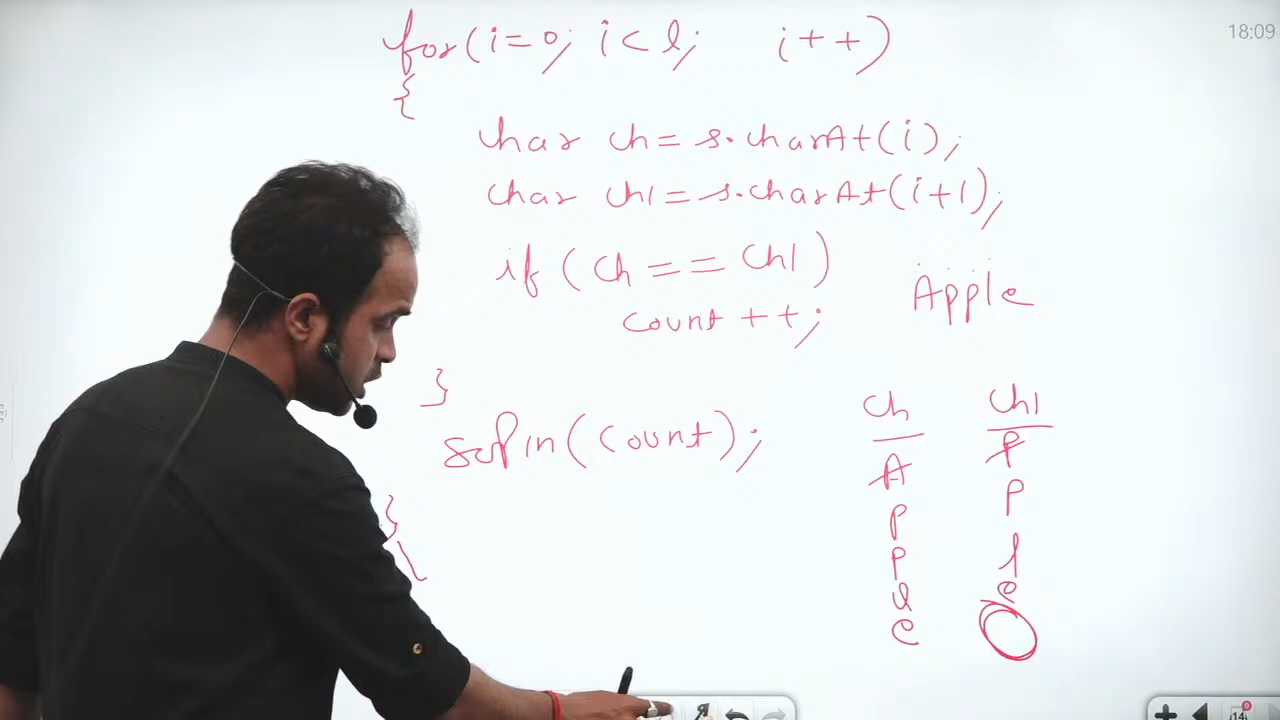 18:09
for(i=0; i<l; i++)
{
char ch=s.charAt(i);
char ch1=s.charAt(i+1);
if(ch==ch1)
count++;
Apple
}
sopln(count);
}
ch ch1
A P
P P
P l
l e
e
14